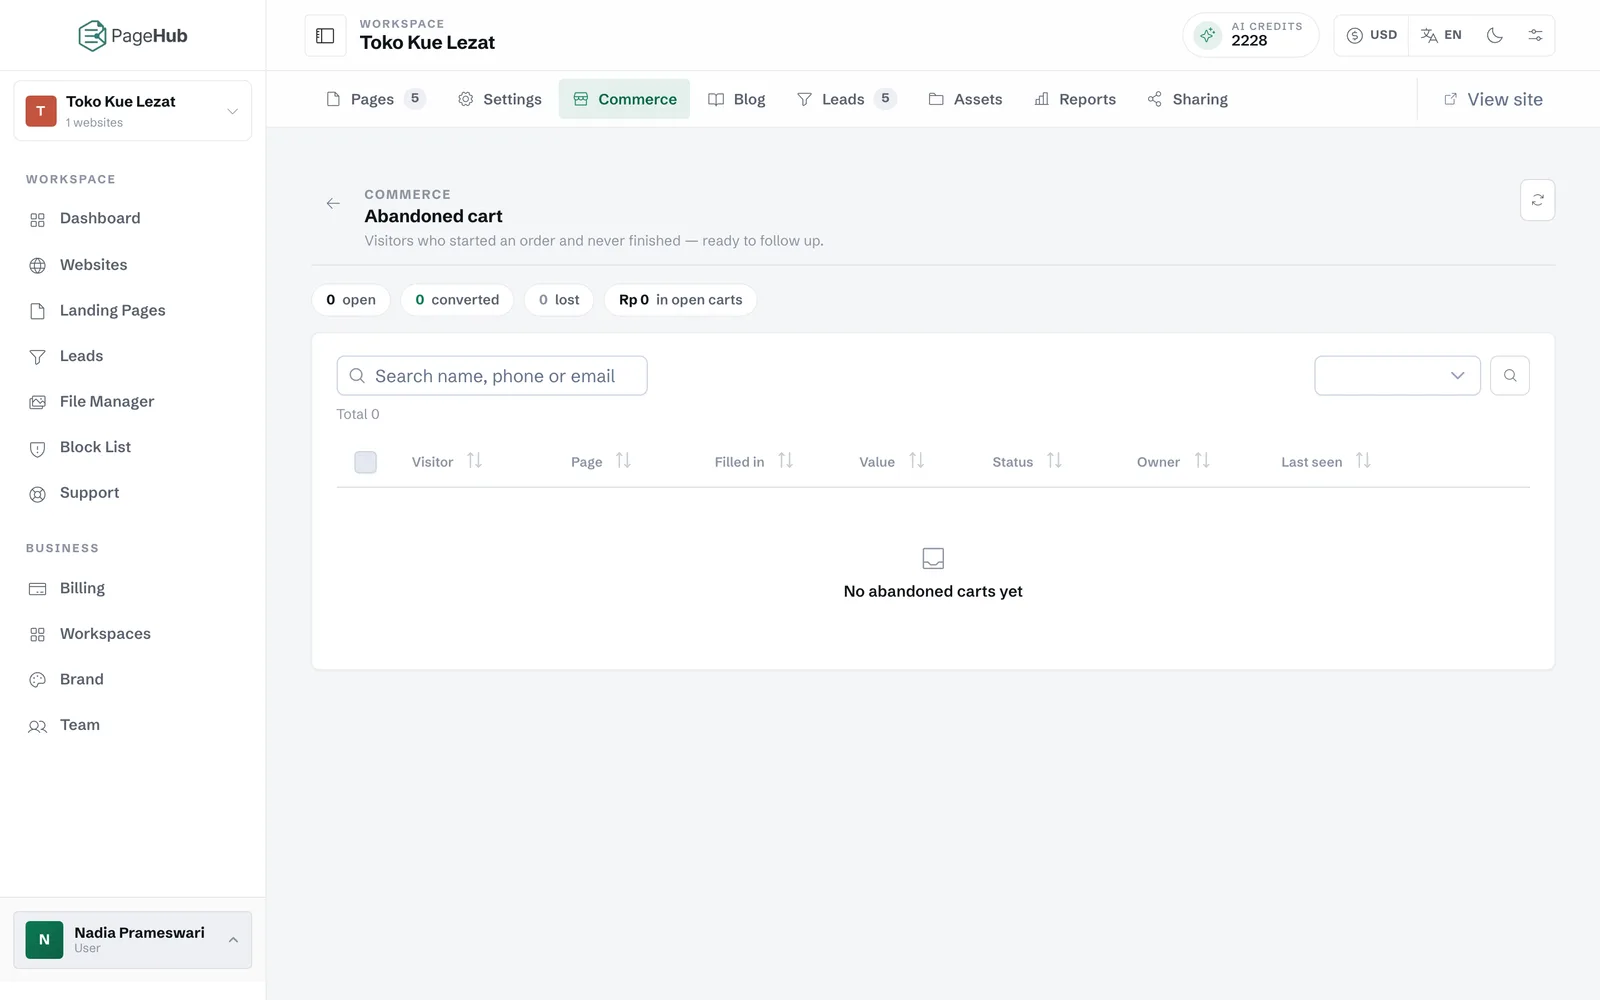 PageHub
WORKSPACE
Toko Kue Lezat
AI CREDITS
2228
USD
EN
T
Toko Kue Lezat
1 websites
Pages 5
Settings
Commerce
Blog
Leads 5
Assets
Reports
Sharing
View site
WORKSPACE
Dashboard
Websites
Landing Pages
Leads
File Manager
Block List
Support
BUSINESS
Billing
Workspaces
Brand
Team
N
Nadia Prameswari
User
COMMERCE
Abandoned cart
Visitors who started an order and never finished — ready to follow up.
0 open
0 converted
0 lost
Rp 0 in open carts
Search name, phone or email
Total 0
Visitor
Page
Filled in
Value
Status
Owner
Last seen
No abandoned carts yet